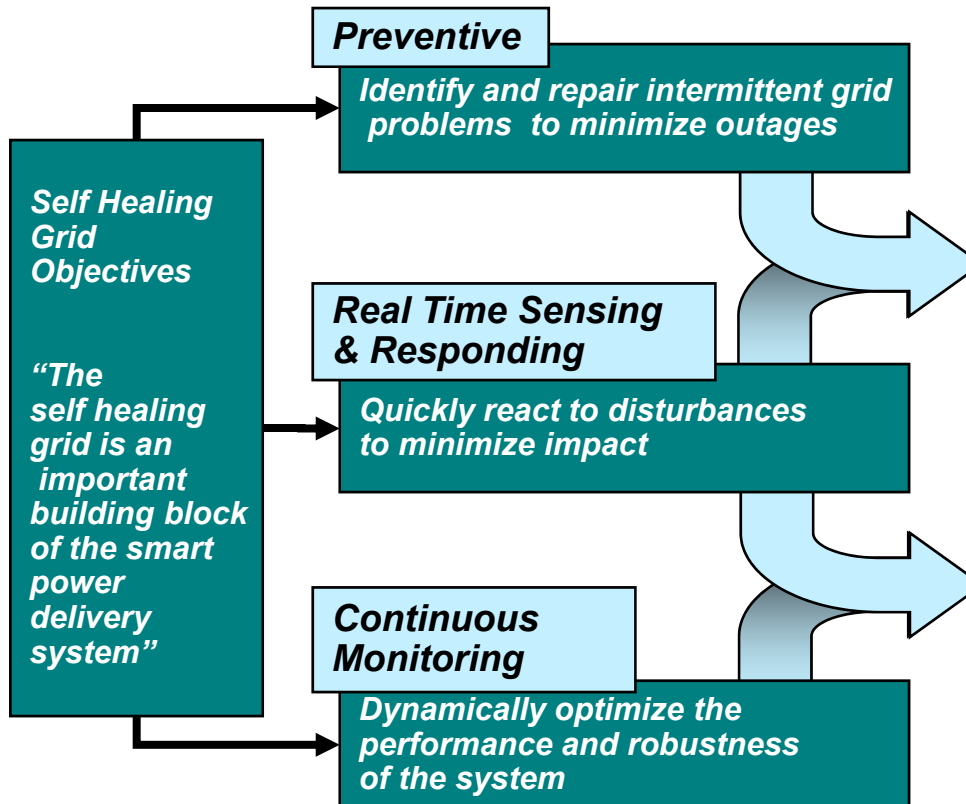 Preventive
Identify and repair intermittent grid
problems to minimize outages
Self Healing
Grid
Objectives
“The
self healing
grid is an
important
building block
of the smart
power
delivery
system”
Real Time Sensing
& Responding
Quickly react to disturbances
to minimize impact
Continuous
Monitoring
Dynamically optimize the
performance and robustness
of the system